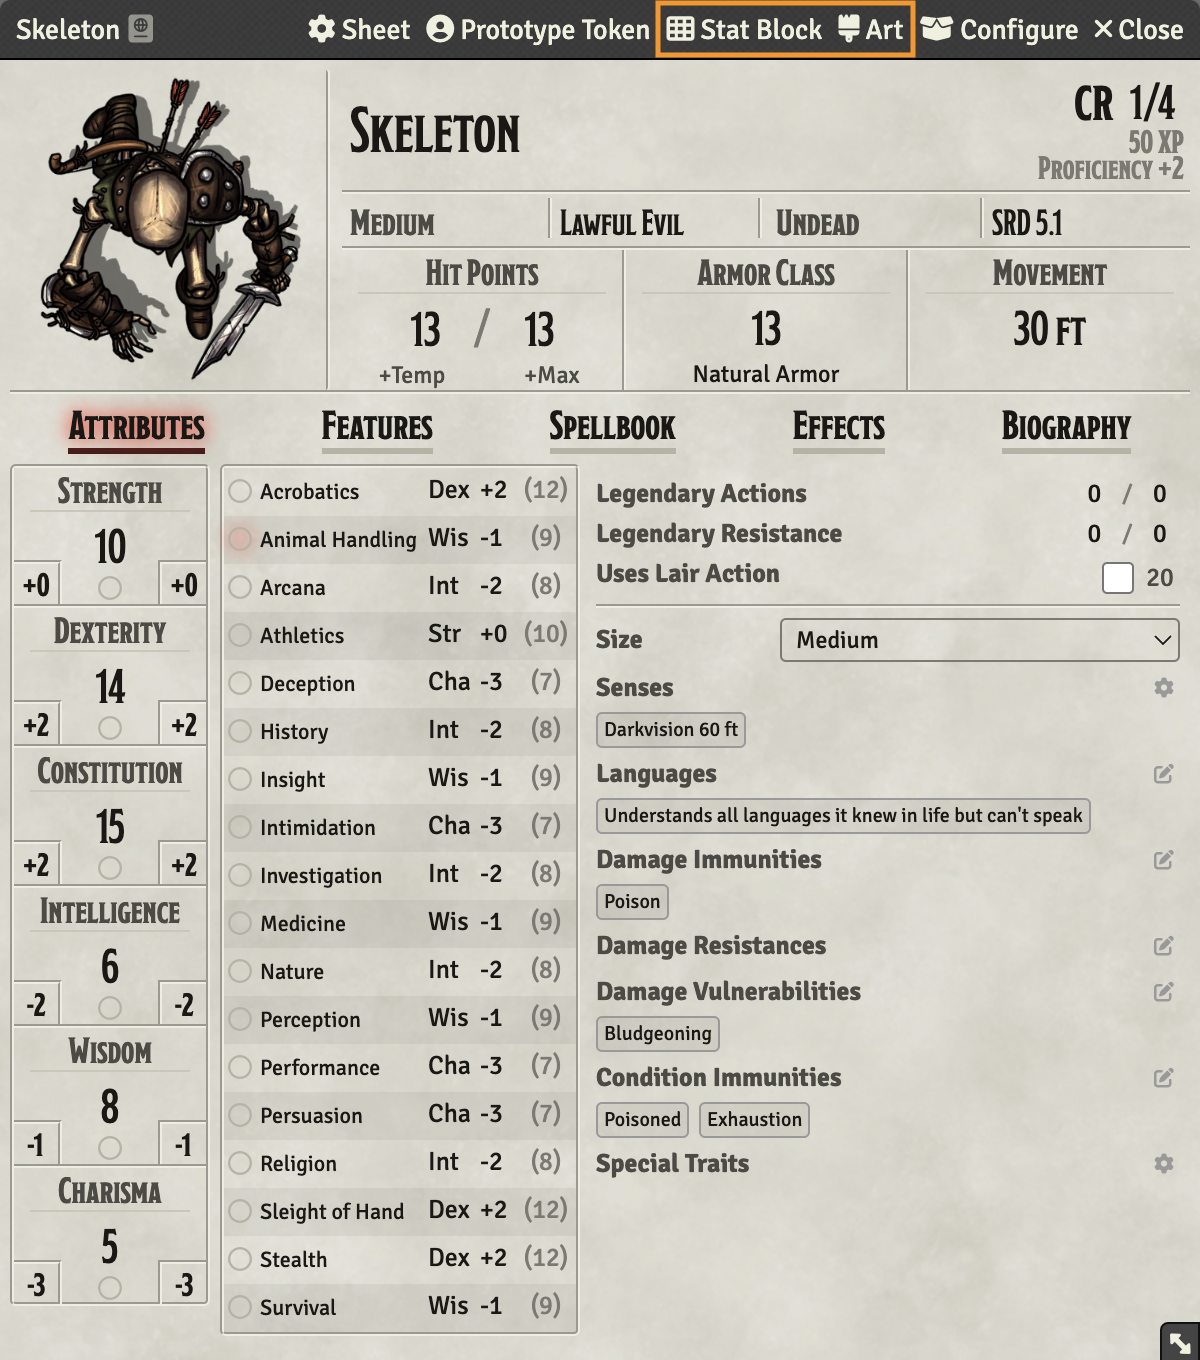 Skeleton Sheet Prototype Token Stat Block Art Configure Close
Skeleton
CR 1/4
50 XP
Proficiency +2
Medium Lawful Evil Undead SRD 5.1
Hit Points Armor Class Movement
13 / 13 13 30 ft
+Temp +Max Natural Armor
Attributes Features Spellbook Effects Biography
Strength
10
+0 +0
Dexterity
14
+2 +2
Constitution
15
+2 +2
Intelligence
6
-2 -2
Wisdom
8
-1 -1
Charisma
5
-3 -3
Acrobatics Dex +2 (12)
Animal Handling Wis -1 (9)
Arcana Int -2 (8)
Athletics Str +0 (10)
Deception Cha -3 (7)
History Int -2 (8)
Insight Wis -1 (9)
Intimidation Cha -3 (7)
Investigation Int -2 (8)
Medicine Wis -1 (9)
Nature Int -2 (8)
Perception Wis -1 (9)
Performance Cha -3 (7)
Persuasion Cha -3 (7)
Religion Int -2 (8)
Sleight of Hand Dex +2 (12)
Stealth Dex +2 (12)
Survival Wis -1 (9)
Legendary Actions 0 / 0
Legendary Resistance 0 / 0
Uses Lair Action 20
Size Medium
Senses
Darkvision 60 ft
Languages
Understands all languages it knew in life but can't speak
Damage Immunities
Poison
Damage Resistances
Damage Vulnerabilities
Bludgeoning
Condition Immunities
Poisoned Exhaustion
Special Traits